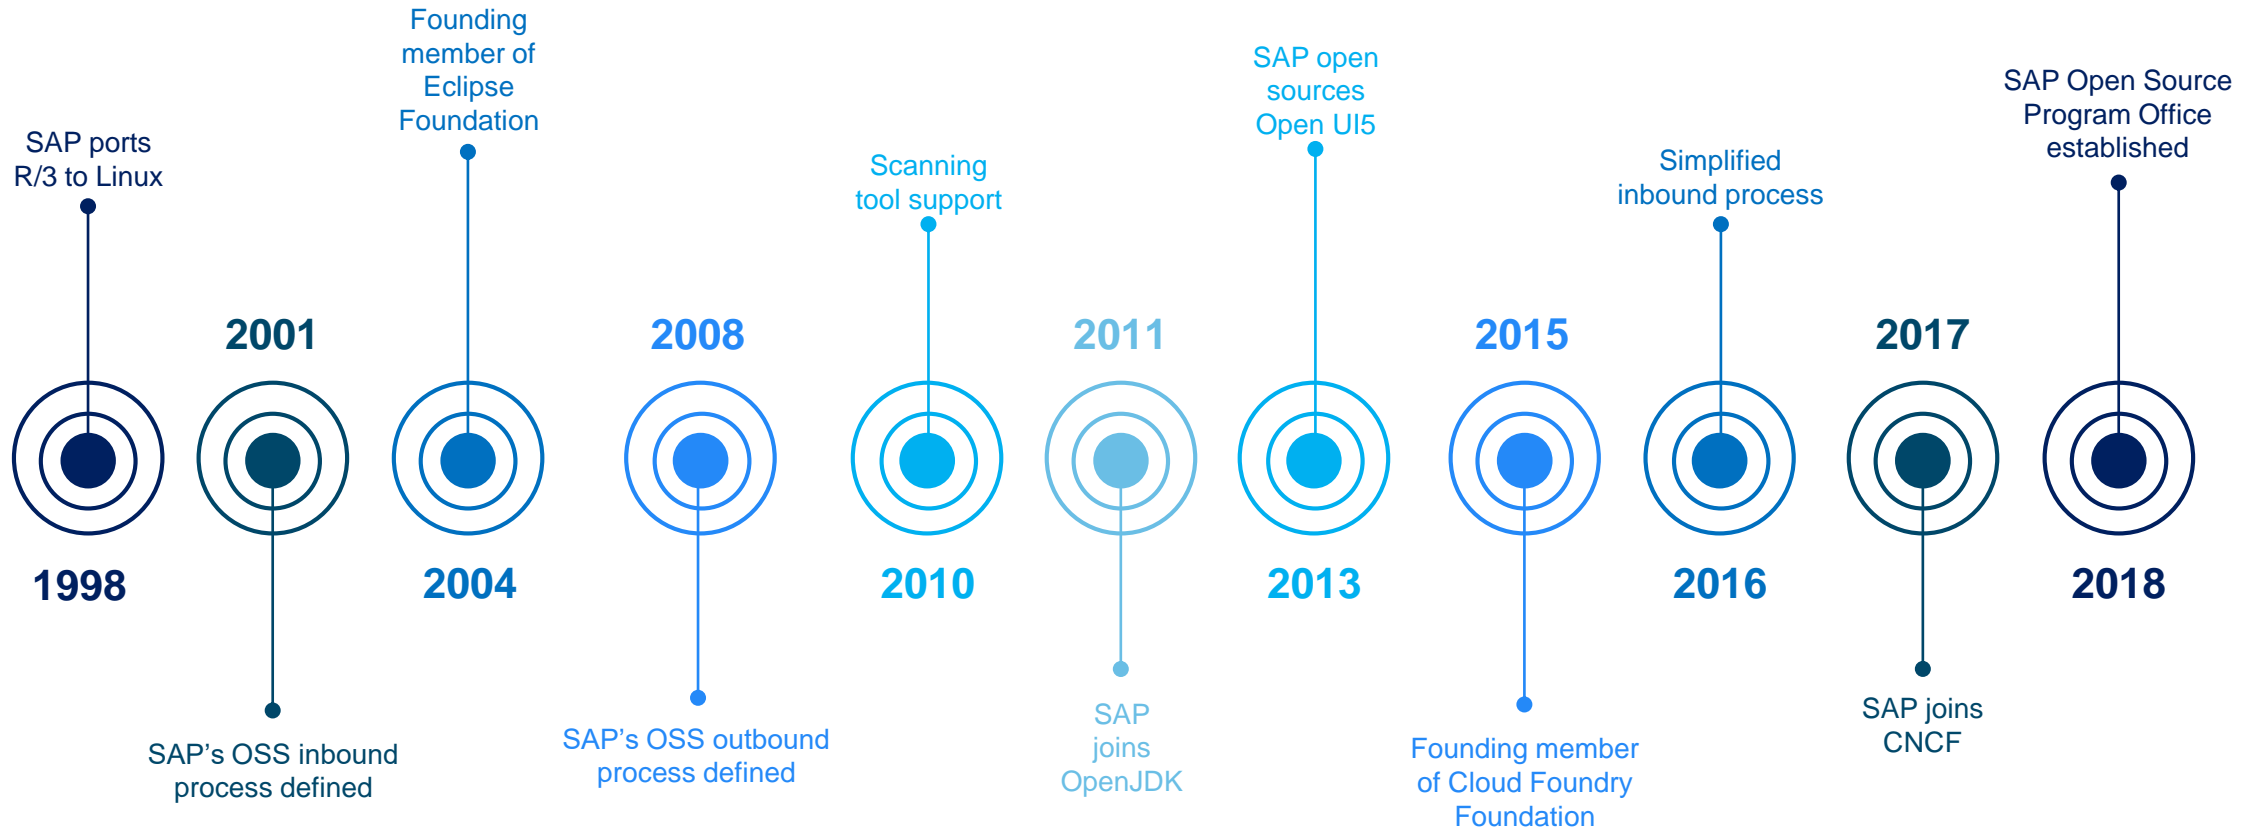 SAP ports
R/3 to Linux
1998
2001
SAP’s OSS inbound
process defined
Founding
member of
Eclipse
Foundation
2004
2008
SAP’s OSS outbound
process defined
Scanning
tool support
2010
2011
SAP
joins
OpenJDK
SAP open
sources
Open UI5
2013
2015
Founding member
of Cloud Foundry
Foundation
Simplified
inbound process
2016
2017
SAP joins
CNCF
SAP Open Source
Program Office
established
2018